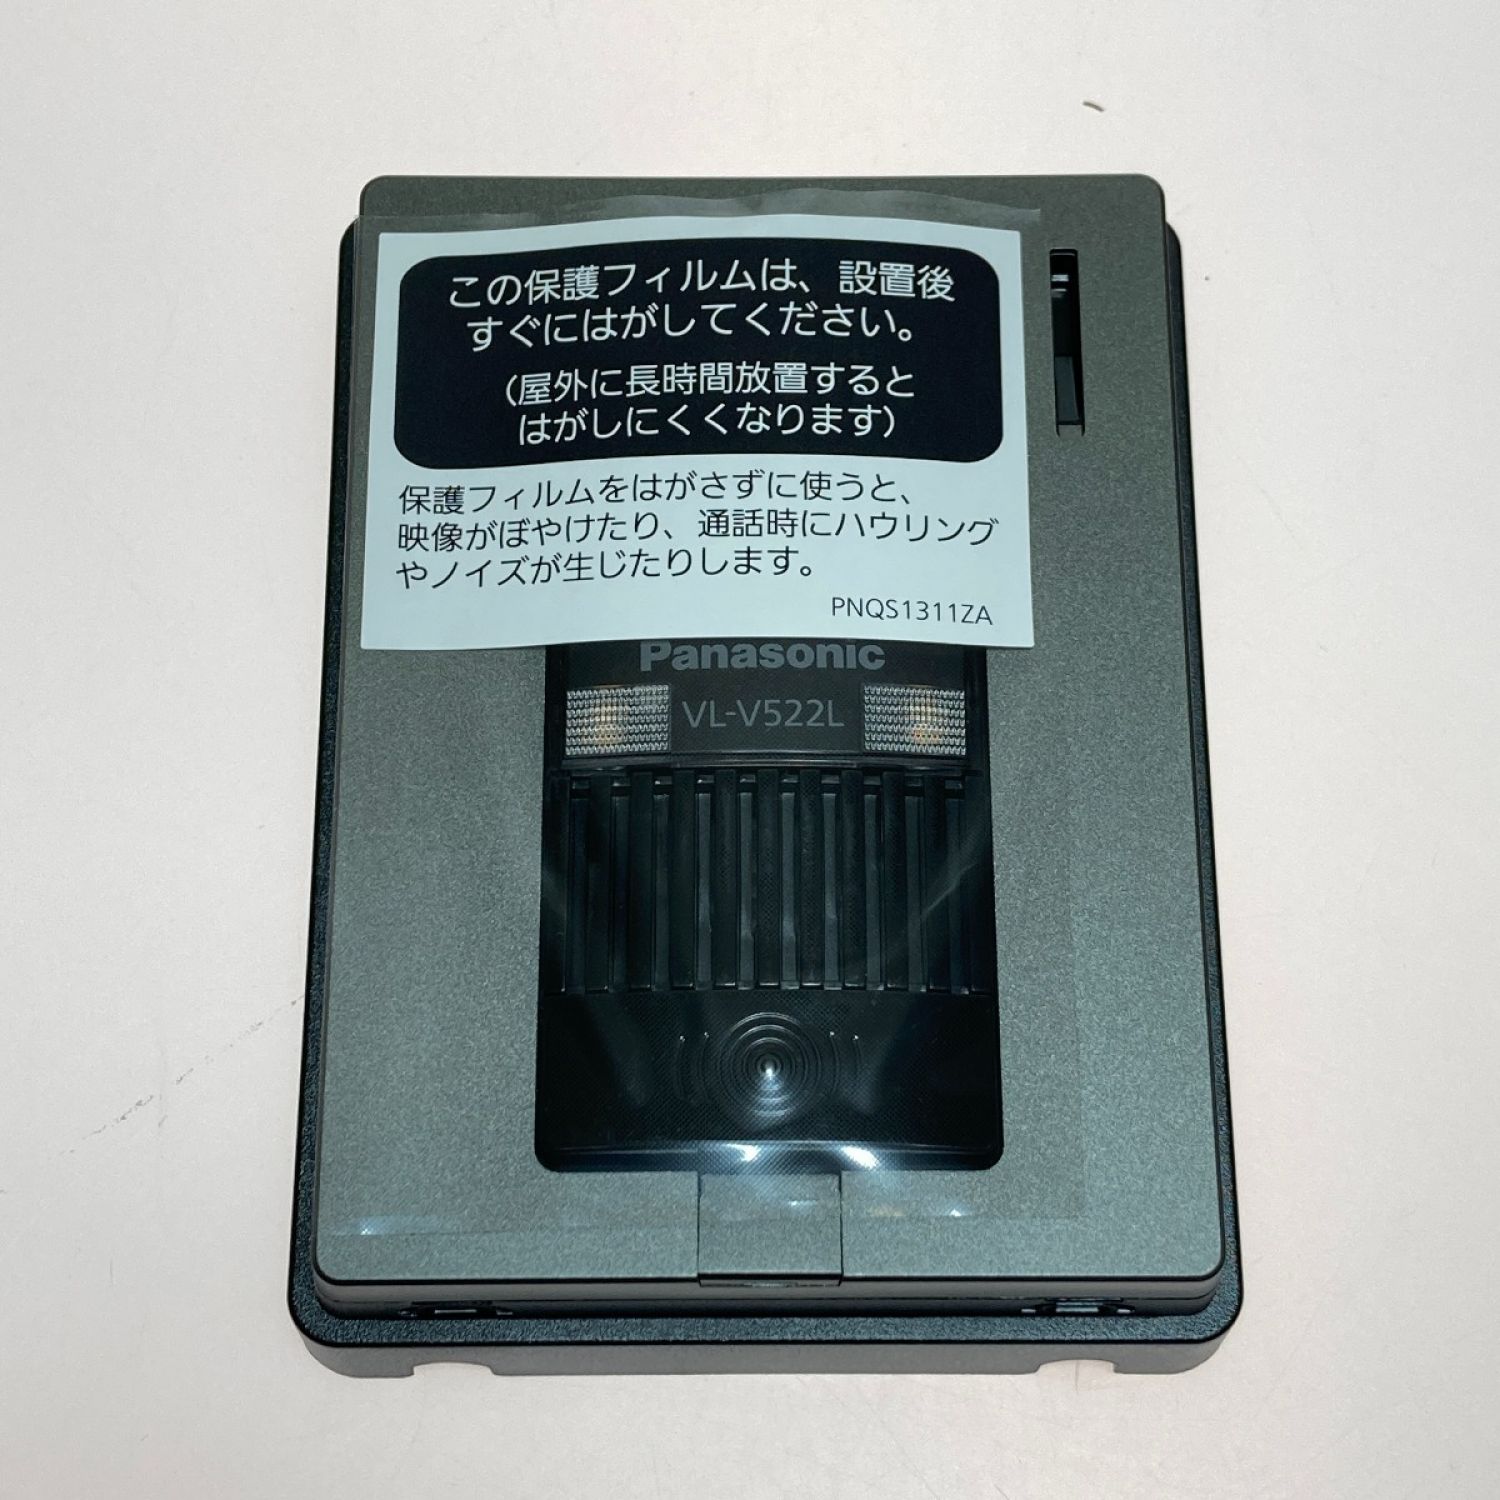 この保護フィルムは、設置後
すぐにはがしてください。
（屋外に長時間放置すると
はがしにくくなります）
保護フィルムをはがさずに使うと、
映像がぼやけたり、通話時にハウリング
やノイズが生じたりします。
PNQS1311ZA
Panasonic
VL-V522L